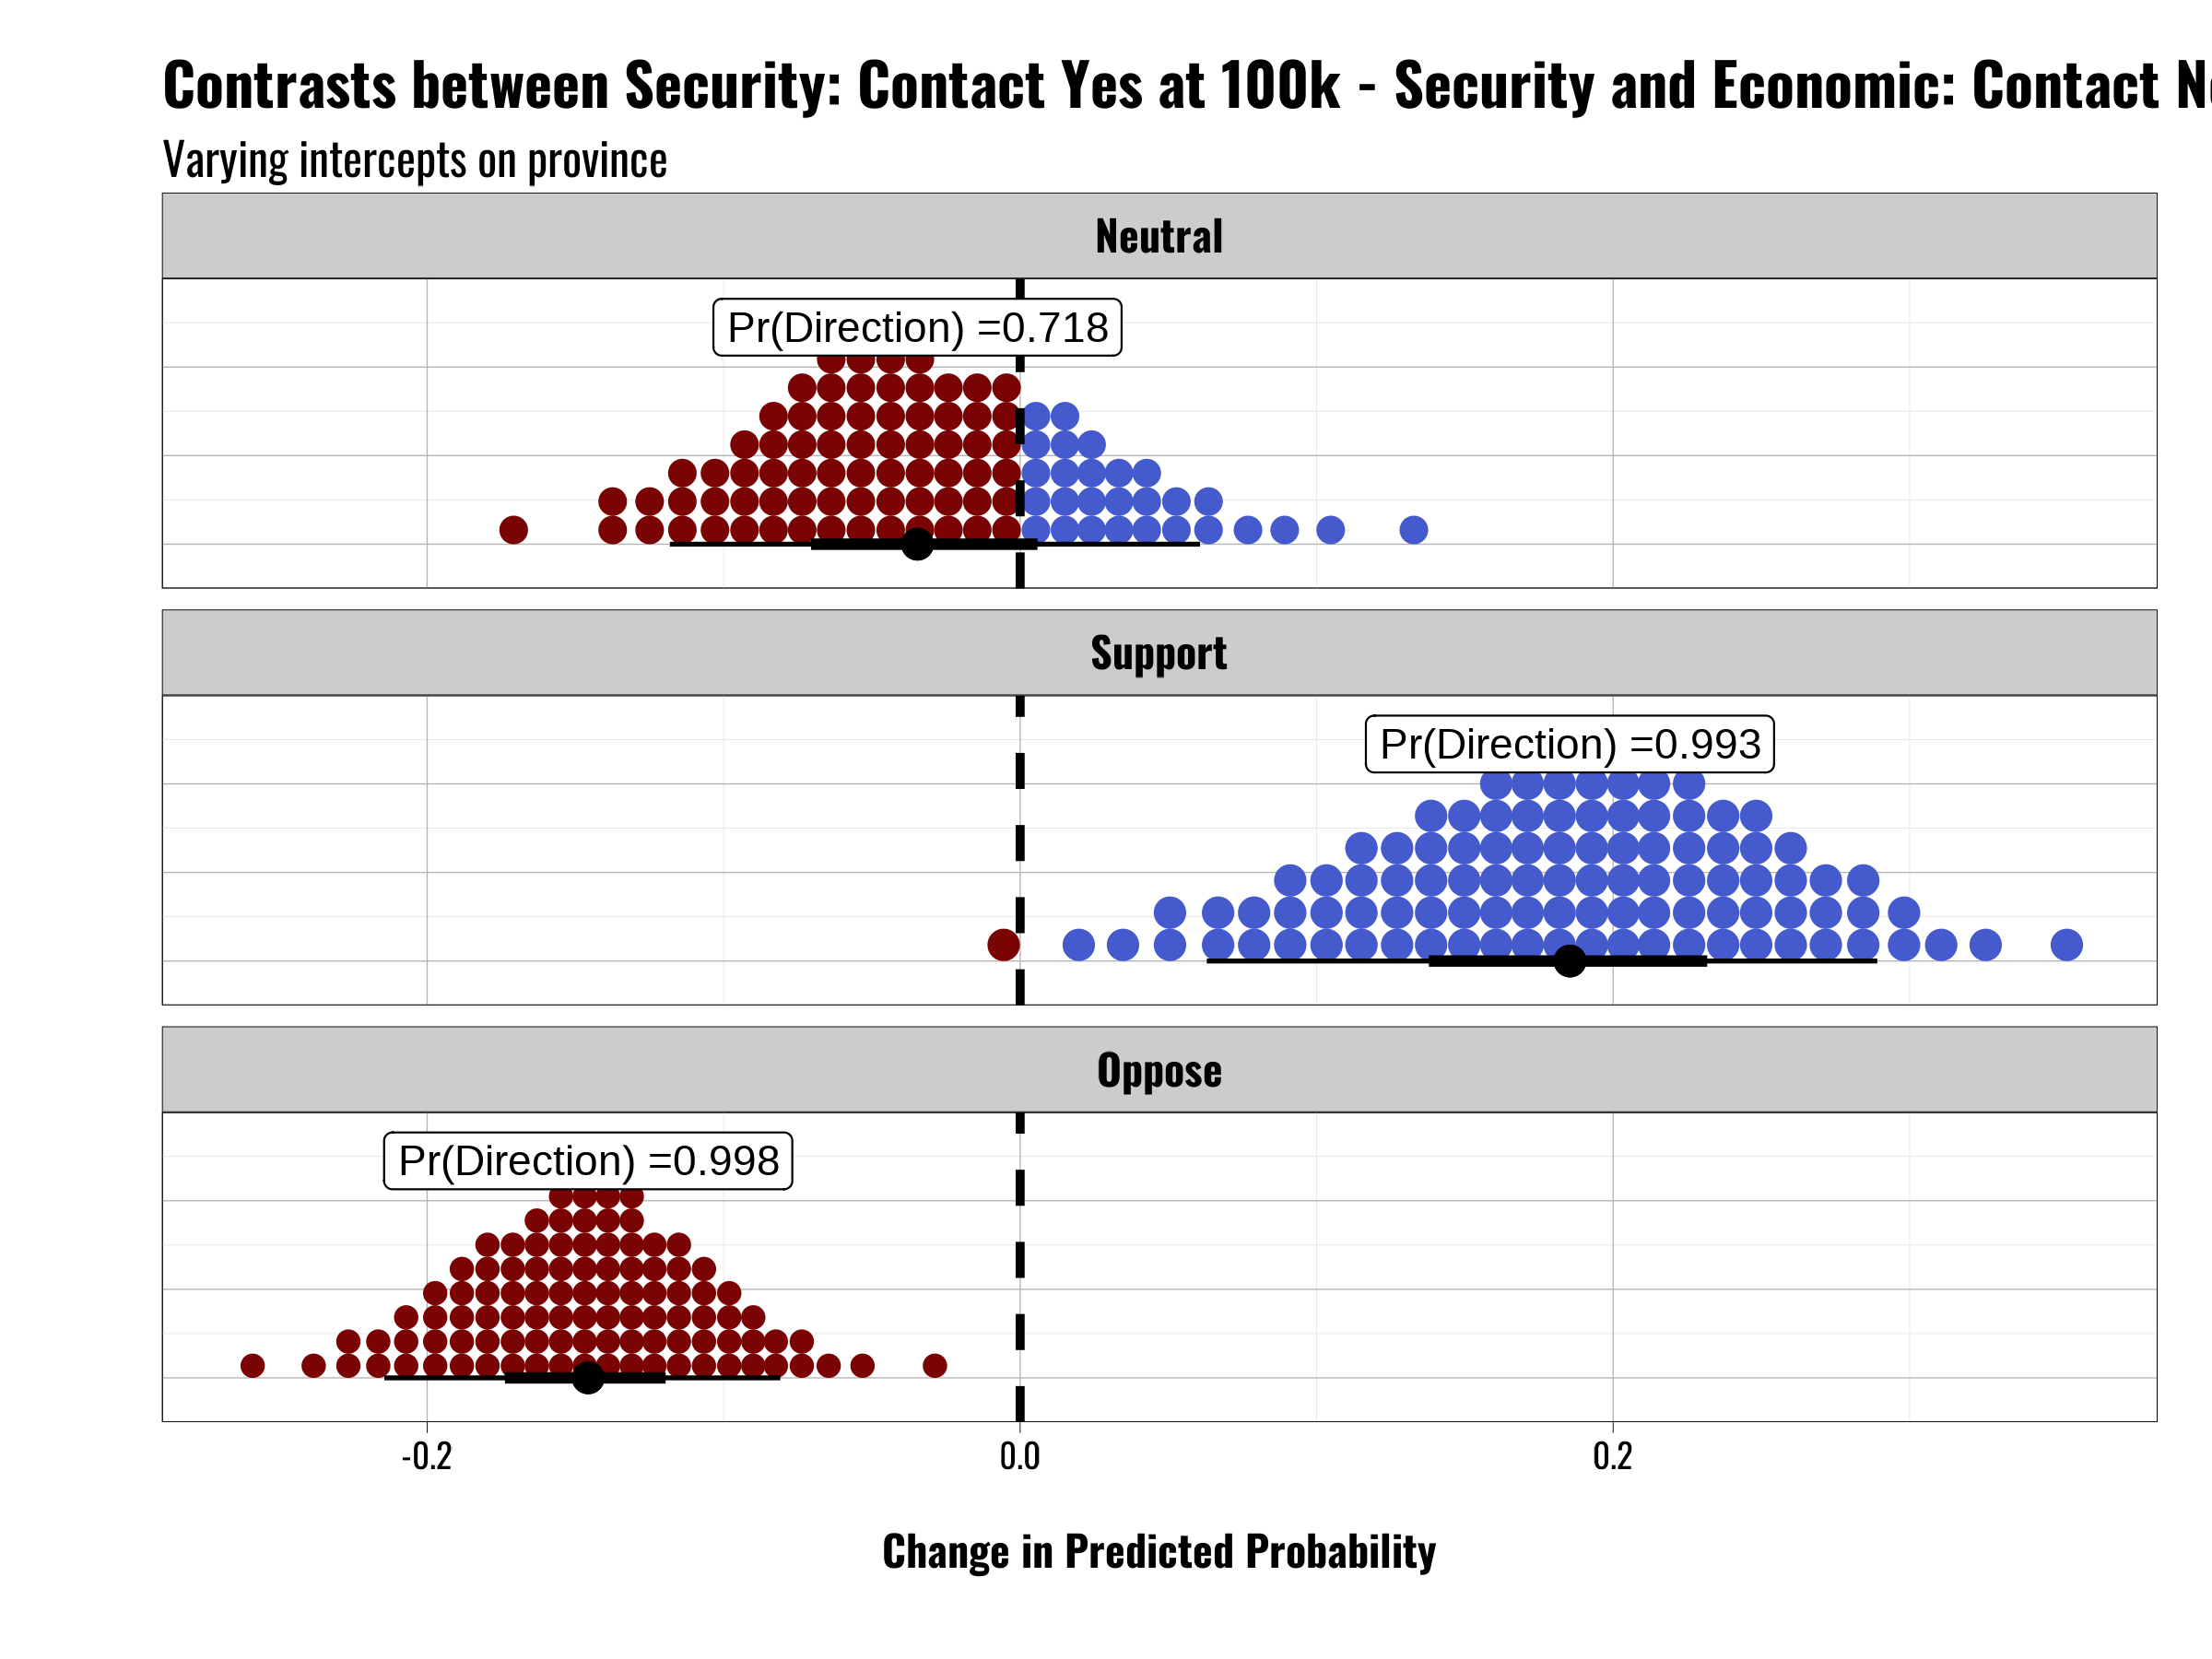 Contrasts between Security: Contact Yes at 100k - Security and Economic: Contact
Varying intercepts on province
Neutral
Pr(Direction) =0.718
Support
Pr(Direction) =0.993
Oppose
Pr(Direction) =0.998
-0.2 0.0 0.2
Change in Predicted Probability